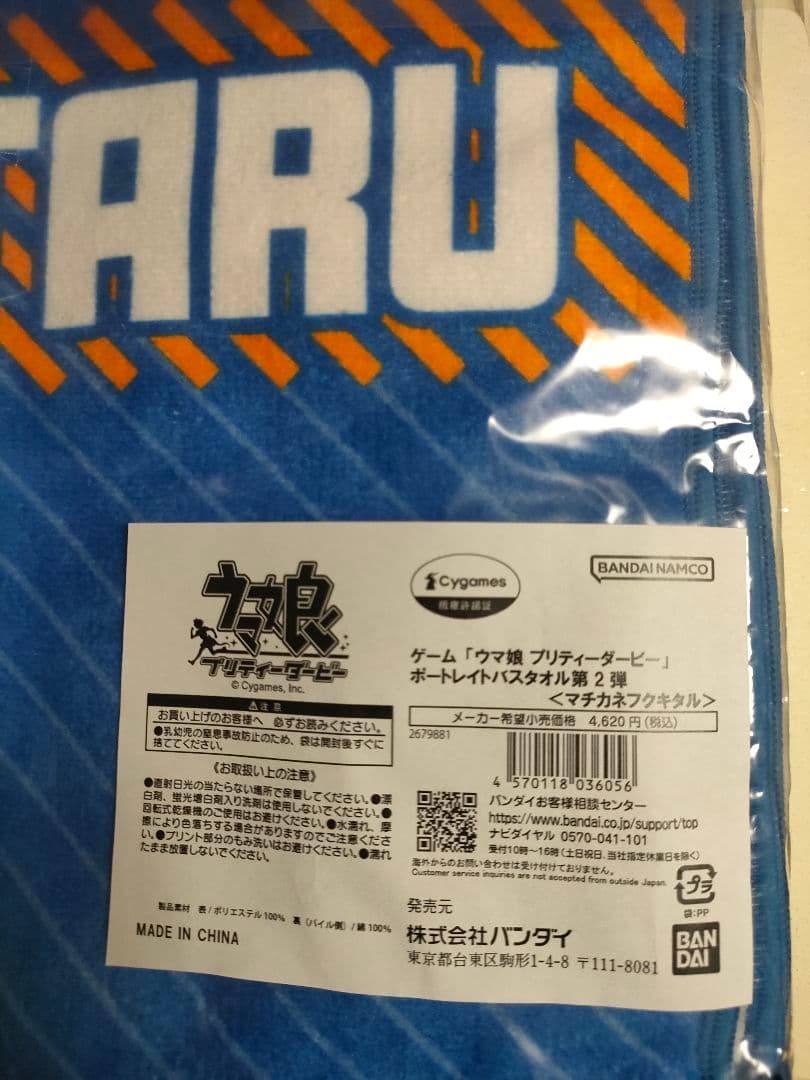 TARU
ウマ娘
プリティーダービー
© Cygames, Inc.
Cygames
版権許諾証
BANDAI NAMCO
ゲーム「ウマ娘 プリティーダービー」
ポートレイトバスタオル第2弾
<マチカネフクキタル>
メーカー希望小売価格 4,620円(税込)
2679881
4 570118 036056
⚠注意
お買い上げのお客様へ 必ずお読みください。
●乳幼児の窒息事故防止のため、袋は開封後すぐに
捨ててください。
《お取扱い上の注意》
●直射日光の当たらない場所で保管してください。●漂
白剤、蛍光増白剤入り洗剤は使用しないでください。●
回転式乾燥機のご使用はお避けください。●水濡れ、摩
擦により色落ちする場合がありますのでご注意くださ
い。●プリント部分のもみ洗いはお避けください。●濡れ
たまま放置しないでください。
バンダイお客様相談センター
https://www.bandai.co.jp/support/top
ナビダイヤル 0570-041-101
受付10時〜16時(土日祝日、当社指定休業日を除く)
海外からのお問い合わせは受け付けておりません。
Customer service inquiries are not accepted from outside Japan.
プラ
袋:PP
製品素材 表/ポリエステル100% 裏(パイル側)/綿100%
MADE IN CHINA
発売元
株式会社バンダイ
東京都台東区駒形1-4-8 〒111-8081
BAN
DAI